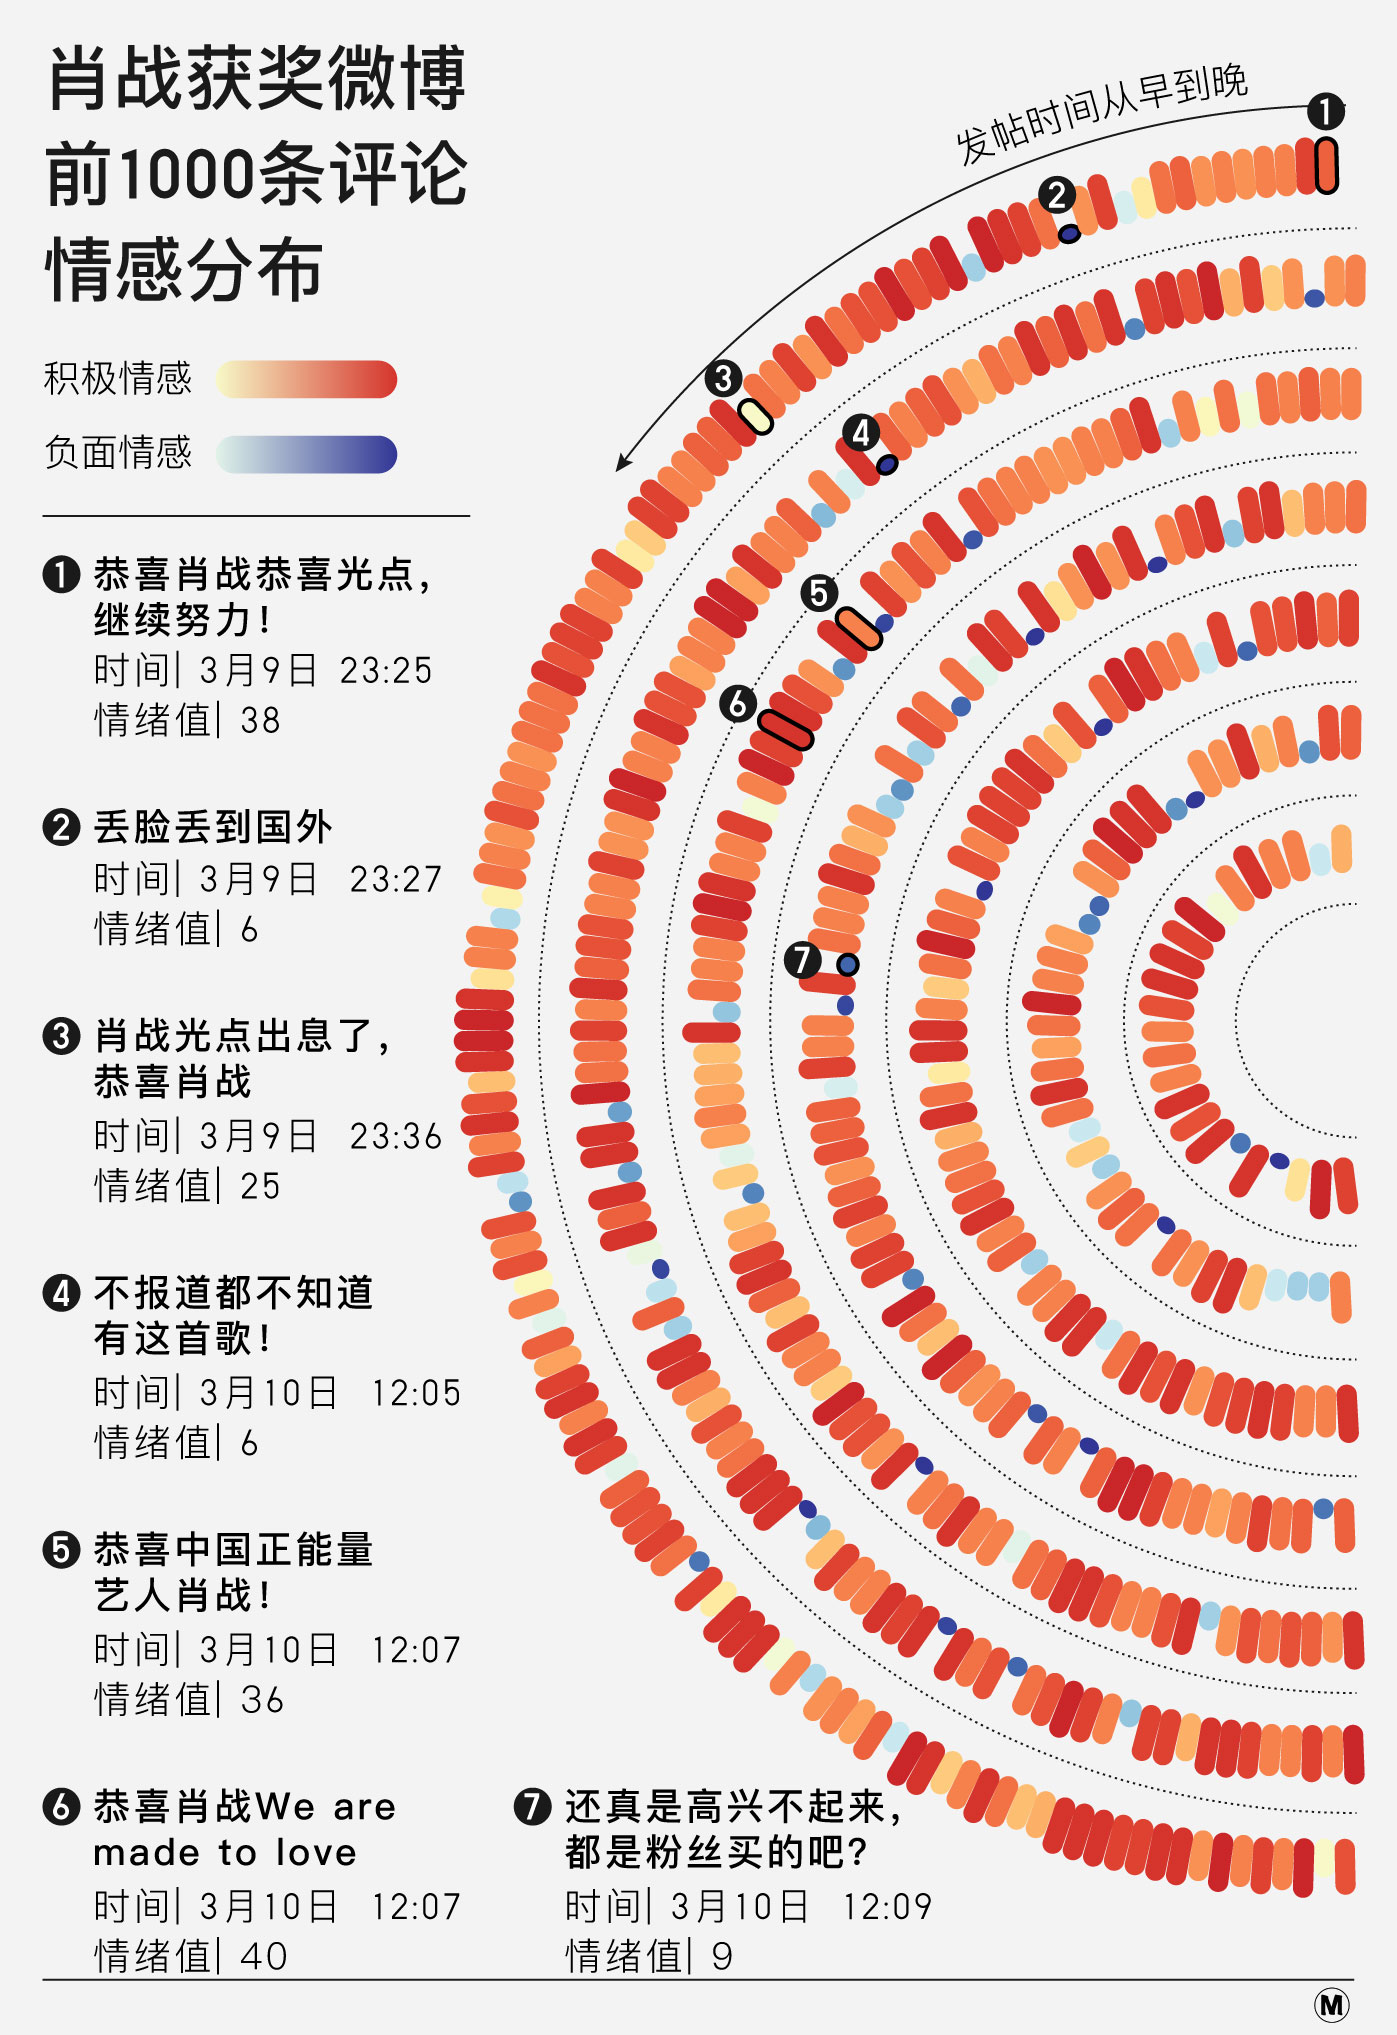 肖战获奖微博
前1000条评论
情感分布
积极情感
负面情感
发帖时间从早到晚
1
2
3
4
5
6
7
1 恭喜肖战恭喜光点，
继续努力！
时间| 3月9日 23:25
情绪值| 38
2 丢脸丢到国外
时间| 3月9日 23:27
情绪值| 6
3 肖战光点出息了，
恭喜肖战
时间| 3月9日 23:36
情绪值| 25
4 不报道都不知道
有这首歌！
时间| 3月10日 12:05
情绪值| 6
5 恭喜中国正能量
艺人肖战！
时间| 3月10日 12:07
情绪值| 36
6 恭喜肖战We are
made to love
时间| 3月10日 12:07
情绪值| 40
7 还真是高兴不起来，
都是粉丝买的吧？
时间| 3月10日 12:09
情绪值| 9
M